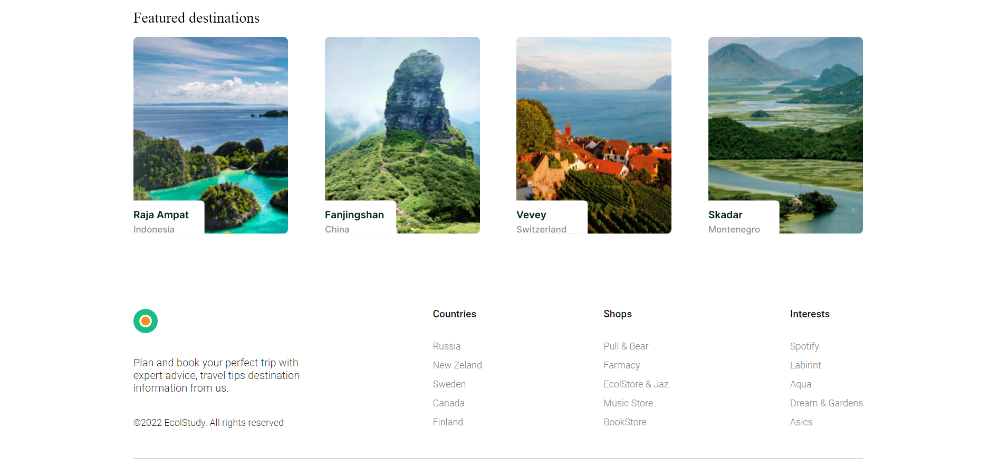 Featured destinations
Raja Ampat
Indonesia
Fanjingshan
China
Vevey
Switzerland
Skadar
Montenegro
Plan and book your perfect trip with
expert advice, travel tips destination
information from us.
©2022 EcolStudy. All rights reserved
Countries
Russia
New Zeland
Sweden
Canada
Finland
Shops
Pull & Bear
Farmacy
EcolStore & Jaz
Music Store
BookStore
Interests
Spotify
Labirint
Aqua
Dream & Gardens
Asics